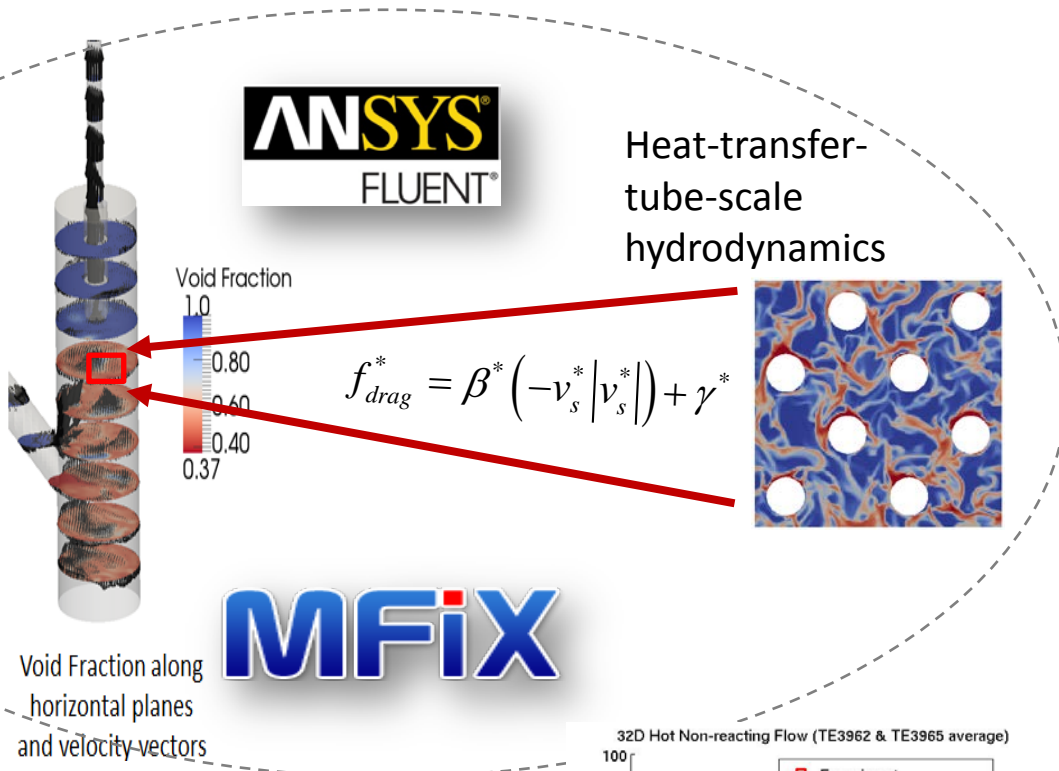 ANSYS®
FLUENT®
Heat-transfer-
tube-scale
hydrodynamics
Void Fraction
1.0
0.80
0.60
0.40
0.37
f*drag = β* (-v*s |v*s|) + γ*
MFiX
Void Fraction along
horizontal planes
and velocity vectors
32D Hot Non-reacting Flow (TE3962 & TE3965 average)
100